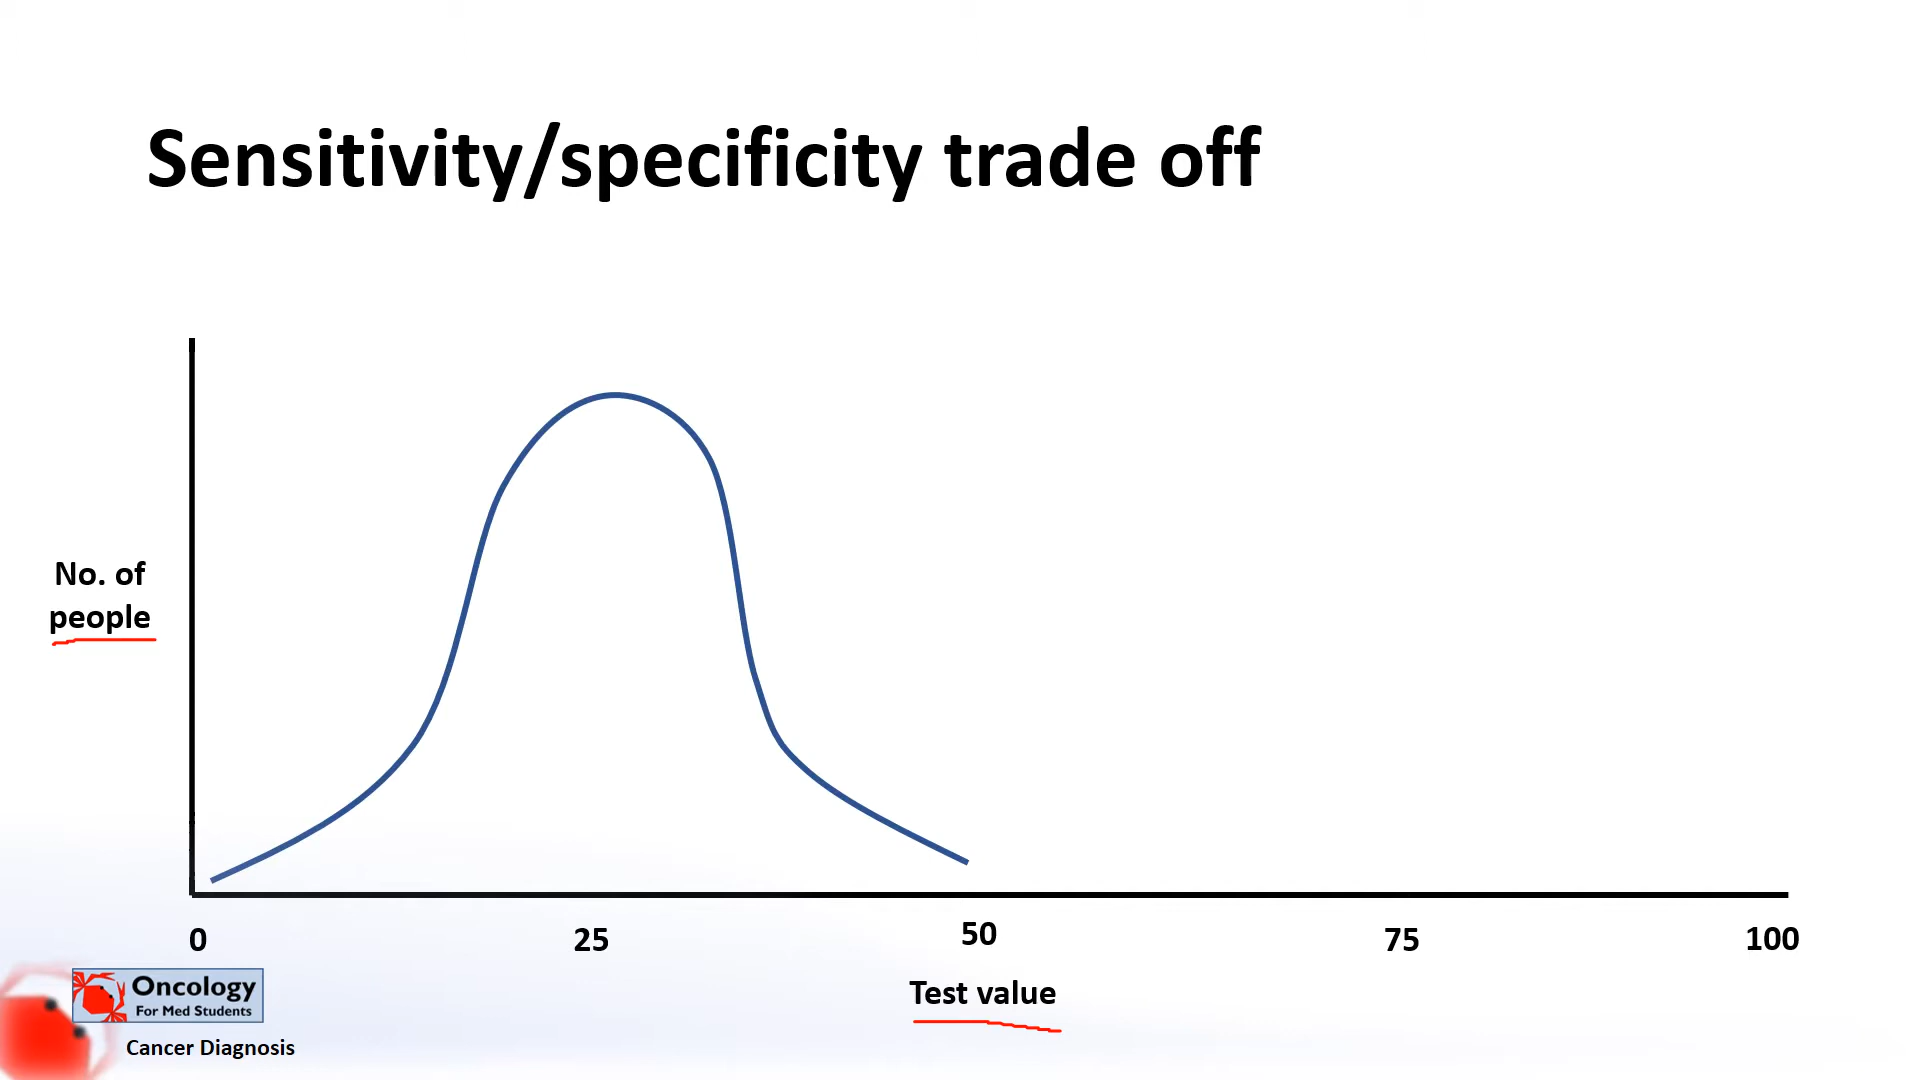 Sensitivity/specificity trade off
No. of
people
0
25
50
75
100
Test value
Oncology
For Med Students
Cancer Diagnosis